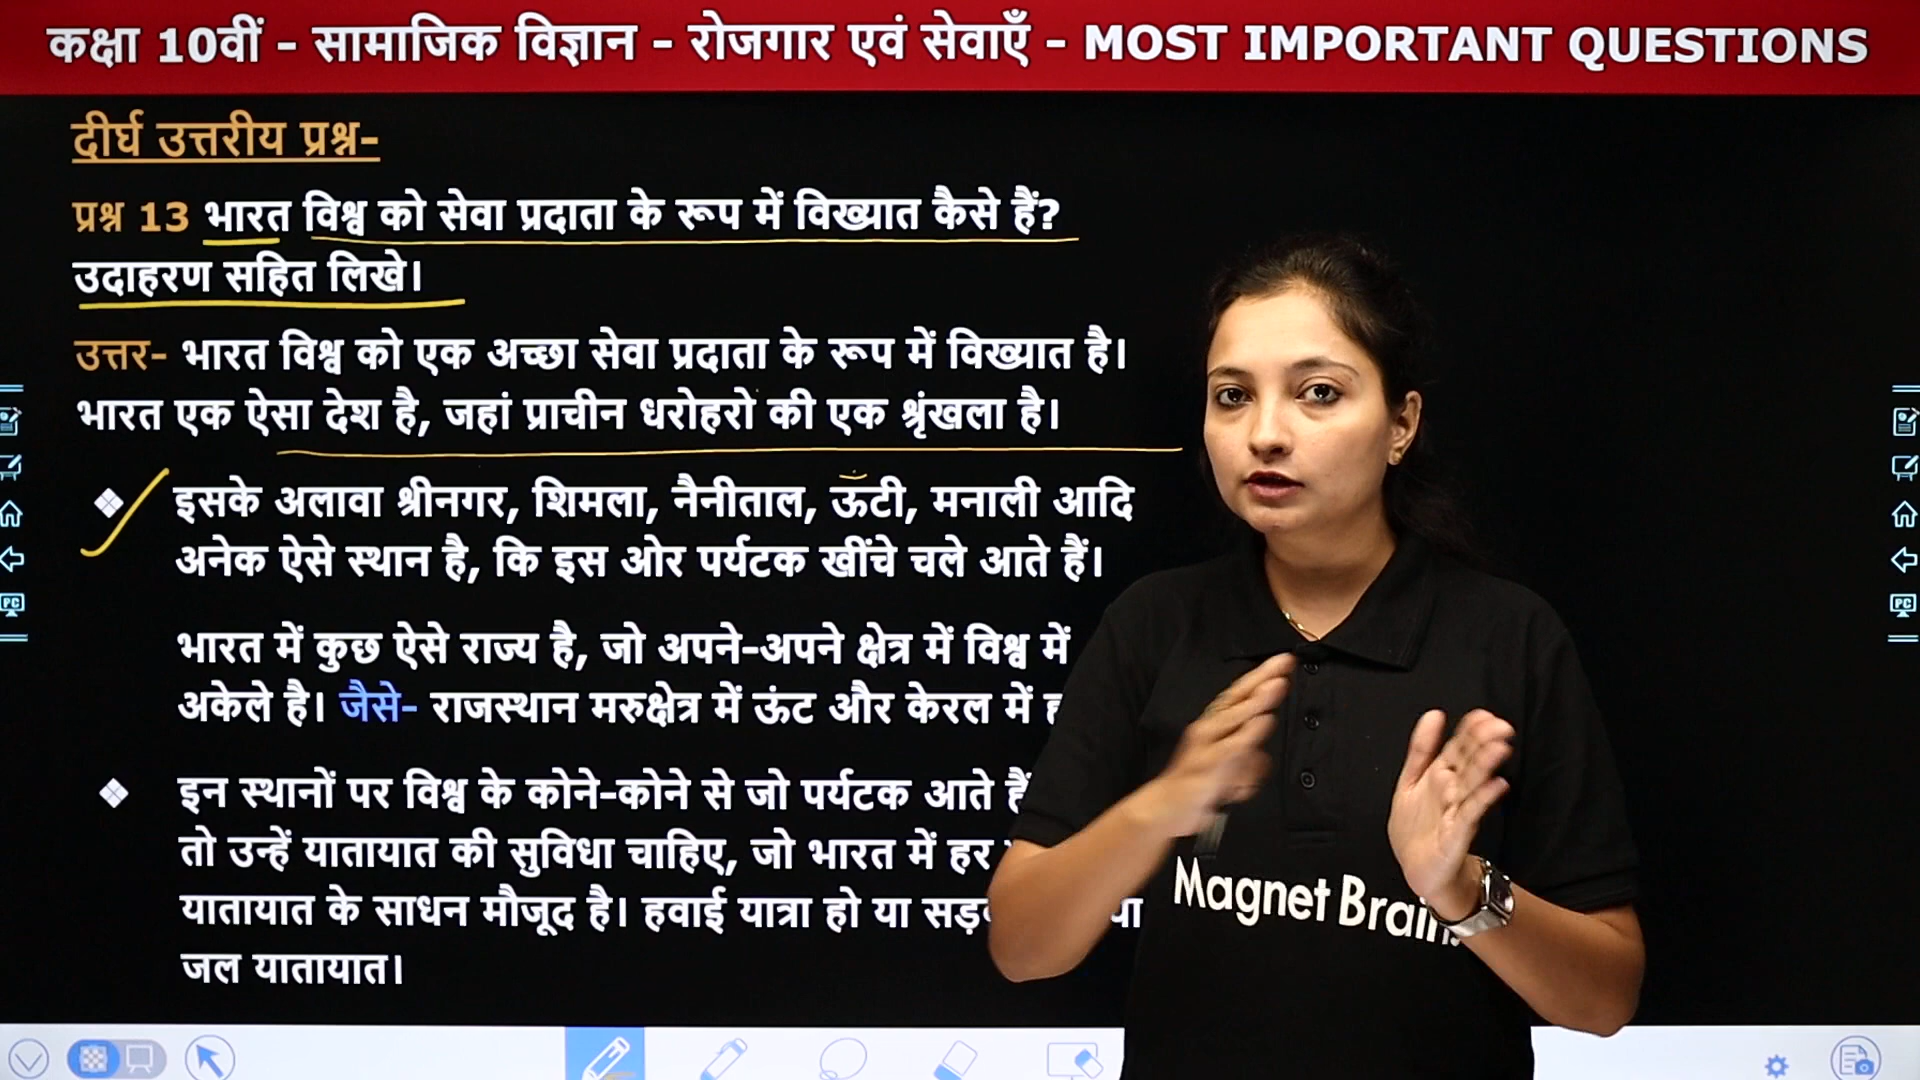 कक्षा 10वीं - सामाजिक विज्ञान - रोजगार एवं सेवाएँ - MOST IMPORTANT QUESTIONS
दीर्घ उत्तरीय प्रश्न-
प्रश्न 13 भारत विश्व को सेवा प्रदाता के रूप में विख्यात कैसे हैं?
उदाहरण सहित लिखे।
उत्तर- भारत विश्व को एक अच्छा सेवा प्रदाता के रूप में विख्यात है।
भारत एक ऐसा देश है, जहां प्राचीन धरोहरो की एक श्रृंखला है।
❖ इसके अलावा श्रीनगर, शिमला, नैनीताल, ऊंटी, मनाली आदि
अनेक ऐसे स्थान है, कि इस ओर पर्यटक खींचे चले आते हैं।
भारत में कुछ ऐसे राज्य है, जो अपने-अपने क्षेत्र में विश्व में
अकेले है। जैसे- राजस्थान मरुक्षेत्र में ऊंट और केरल में
❖ इन स्थानों पर विश्व के कोने-कोने से जो पर्यटक आते हैं
तो उन्हें यातायात की सुविधा चाहिए, जो भारत में हर
यातायात के साधन मौजूद है। हवाई यात्रा हो या या
जल यातायात।
Magnet Brains
PC
PC